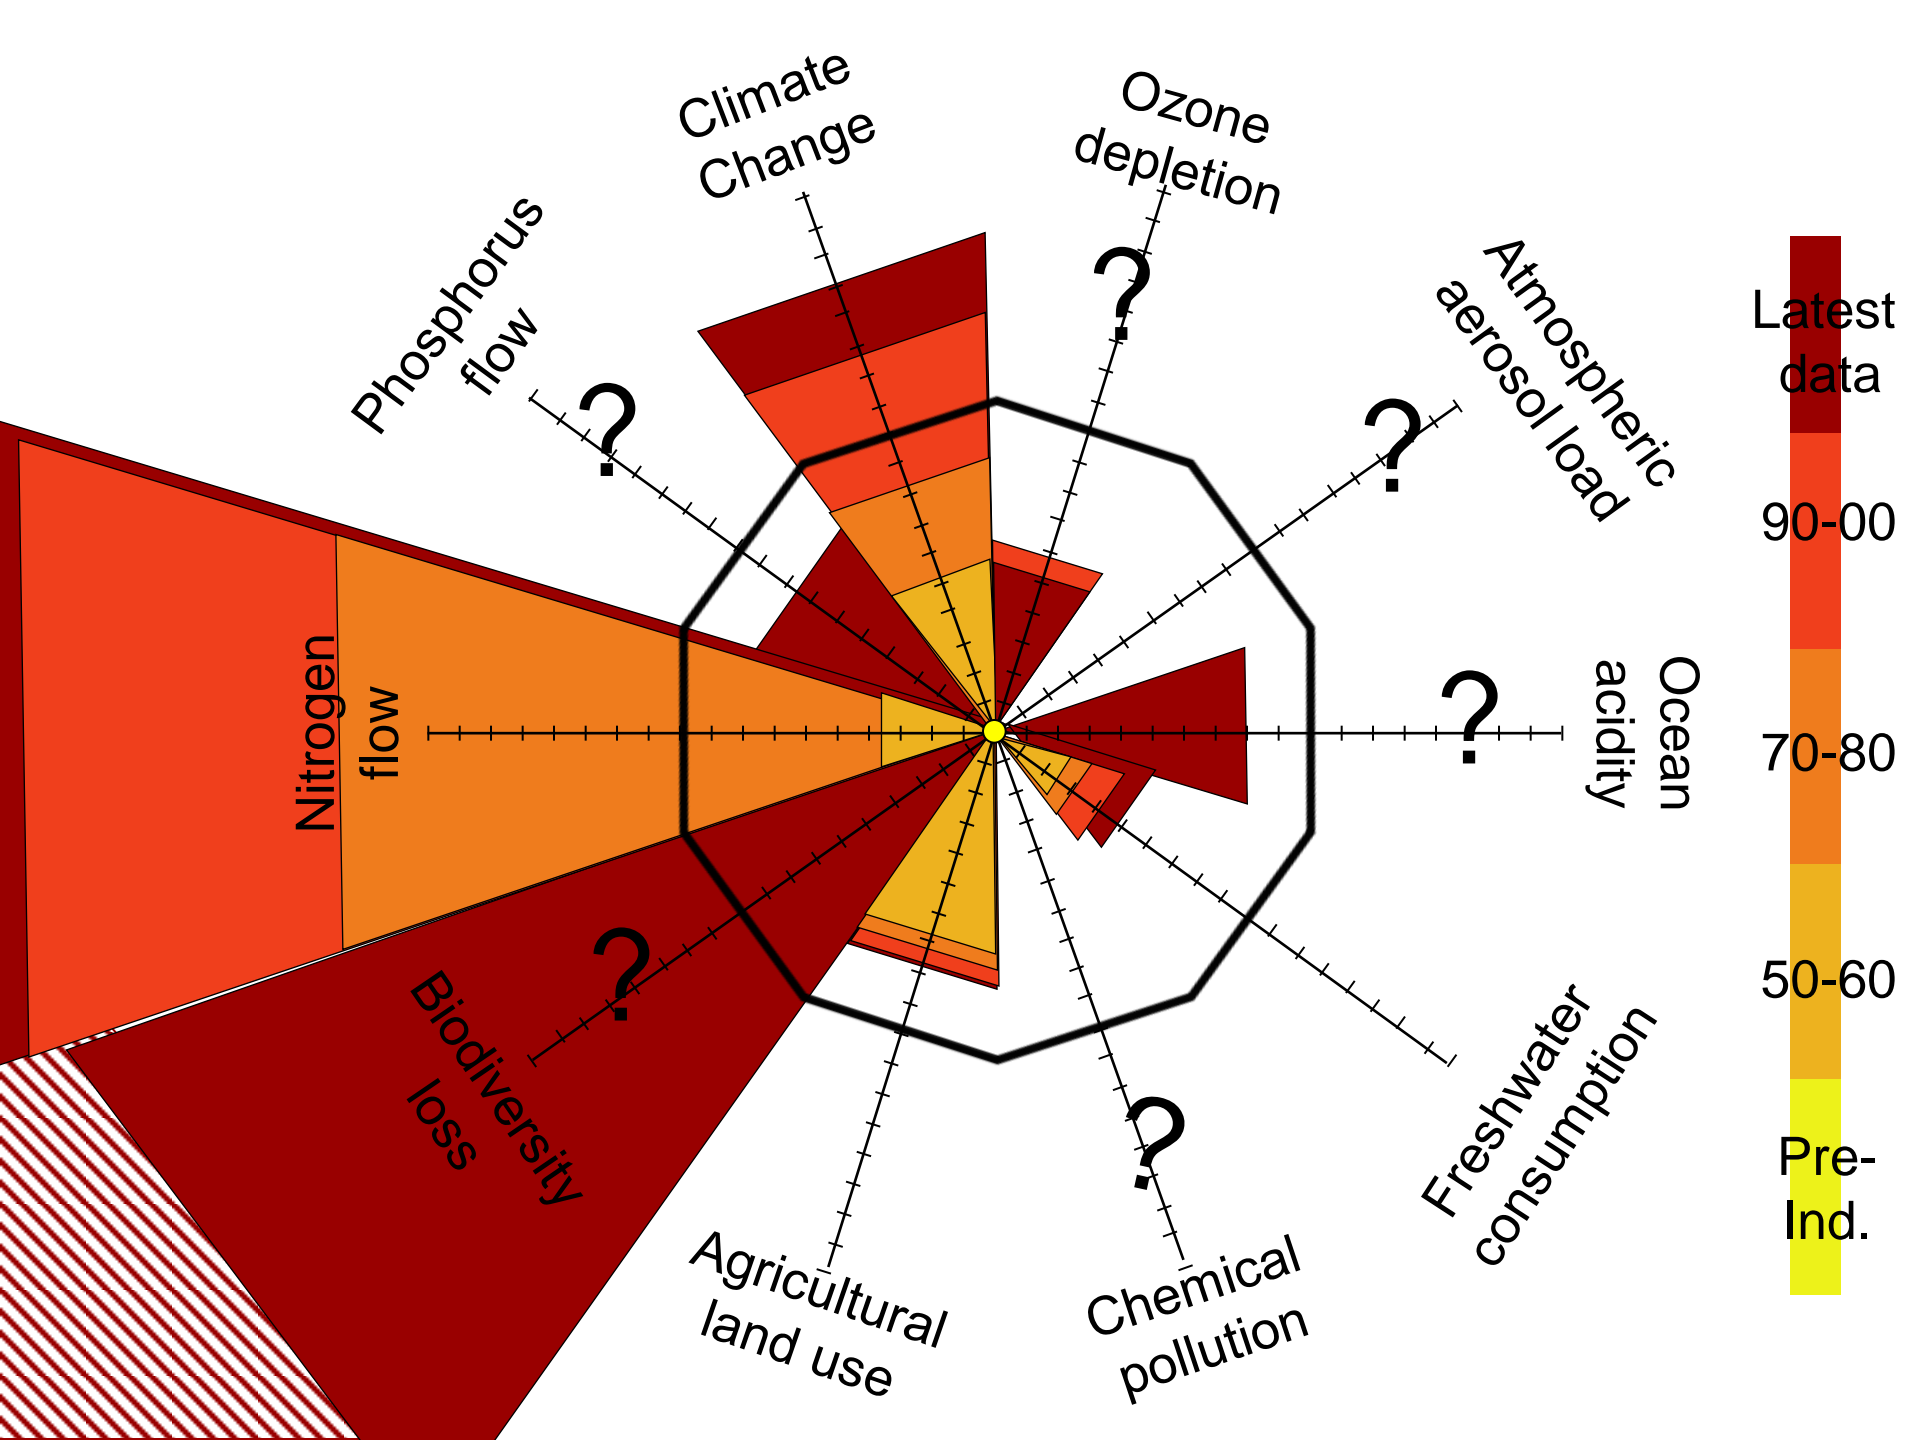 Climate
Change
Ozone
depletion
?
Atmospheric
aerosol load
?
Ocean
acidity
?
Freshwater
consumption
Chemical
pollution
?
Agricultural
land use
Biodiversity
loss
?
Nitrogen
flow
Phosphorus
flow
?
Latest
data
90-00
70-80
50-60
Pre-
Ind.